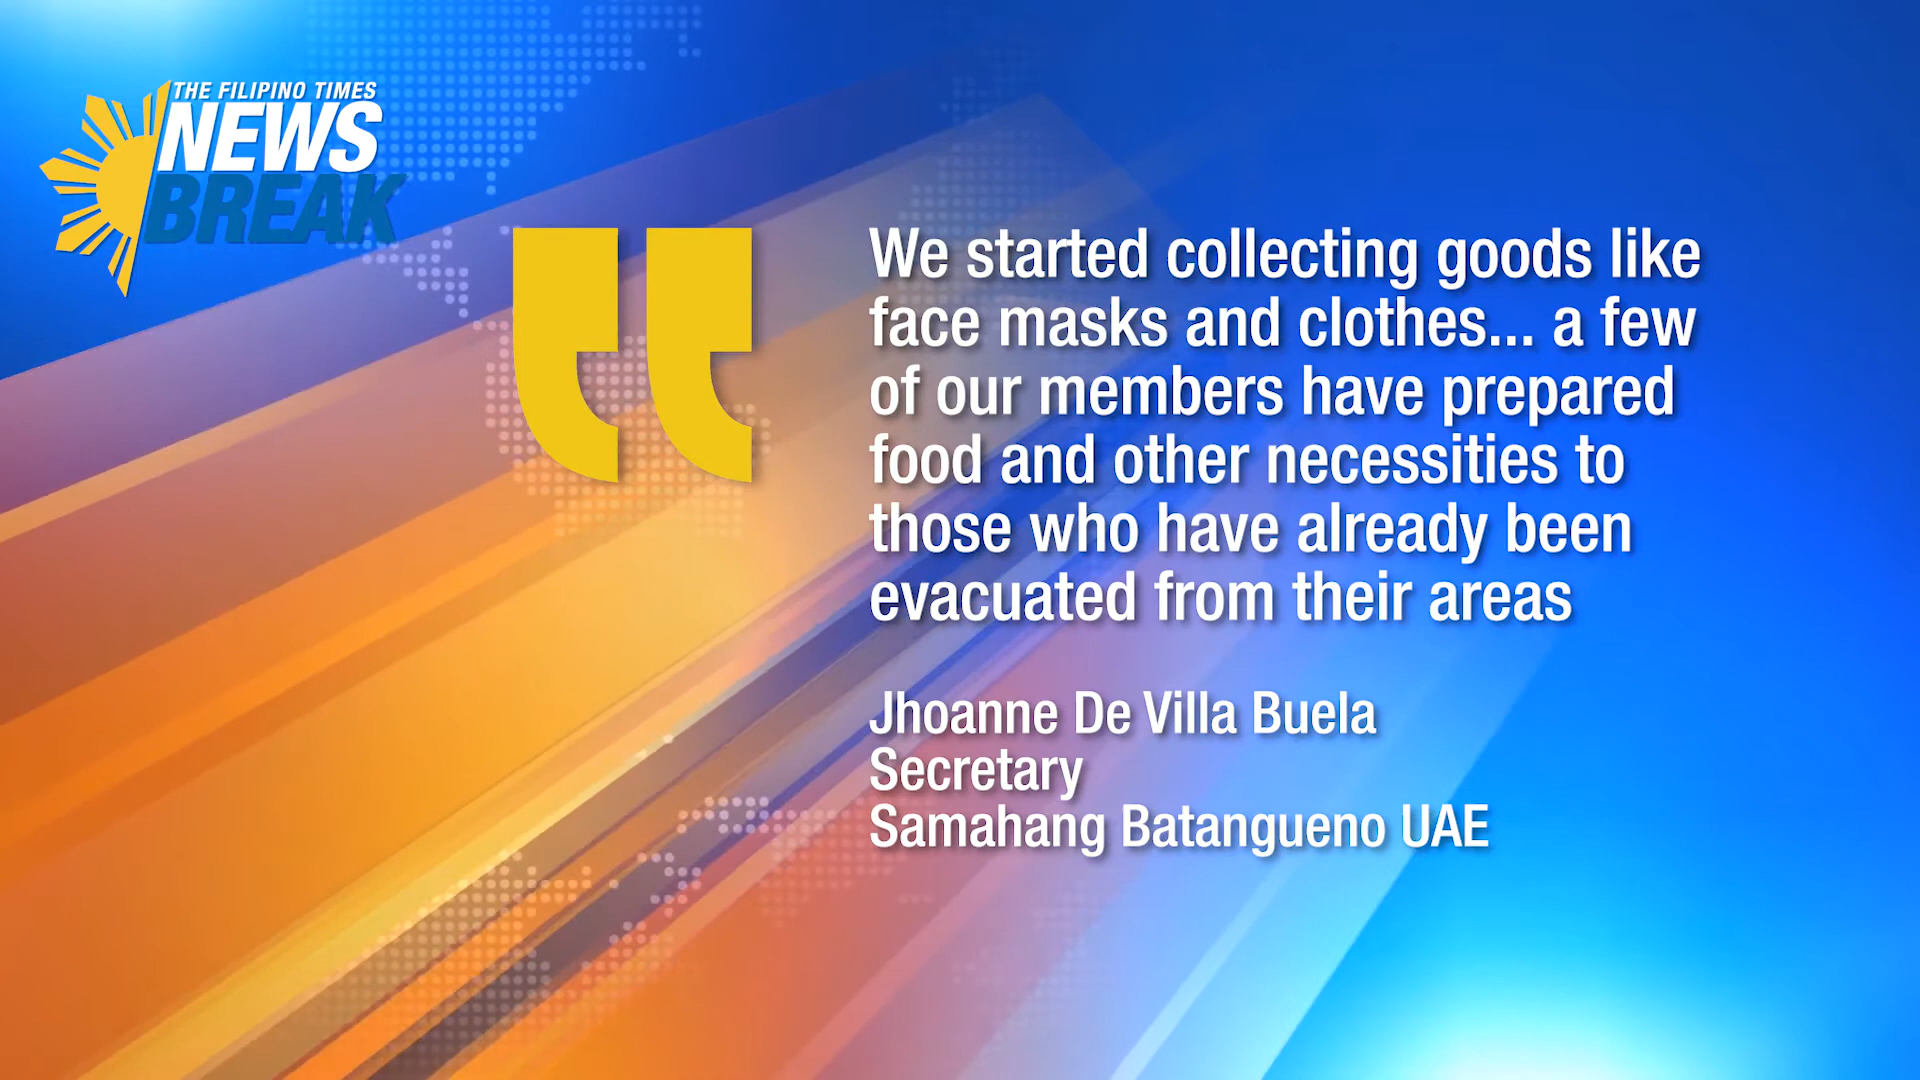 THE FILIPINO TIMES
NEWS
BREAK
We started collecting goods like
face masks and clothes... a few
of our members have prepared
food and other necessities to
those who have already been
evacuated from their areas
Jhoanne De Villa Buela
Secretary
Samahang Batangueno UAE